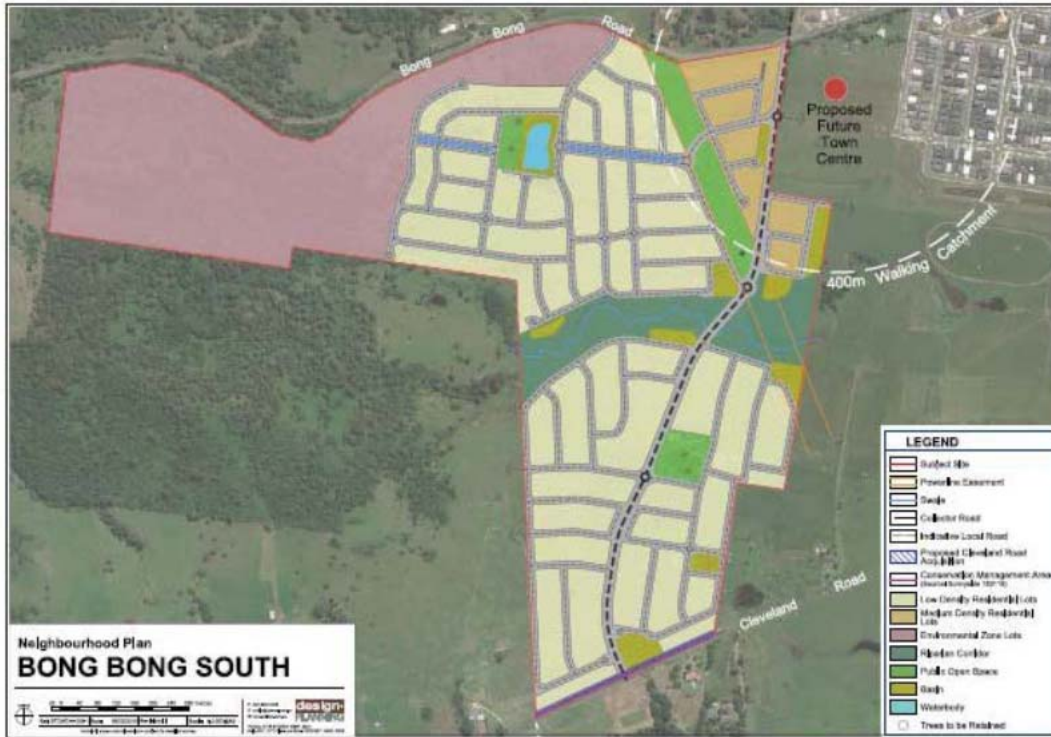 Bong Bong Road
Proposed
Future
Town
Centre
400m Walking Catchment
Cleveland Road
LEGEND
Subject Site
Powerline Easement
Swale
Collector Road
Indicative Local Road
Proposed Cleveland Road
Acquisition
Conservation Management Area
Low Density Residential Lots
Medium Density Residential
Lots
Environmental Zone Lots
Riparian Corridor
Public Open Space
Basin
Waterbody
Trees to be Retained
Neighbourhood Plan
BONG BONG SOUTH
design+
PLANNING